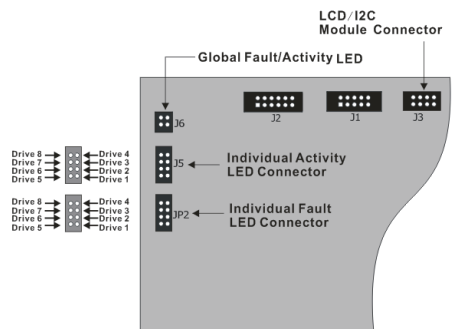 LCD/I2C
Module Connector
Global Fault/Activity LED
J2
J1
J3
J6
Drive 8
Drive 4
Drive 7
Drive 3
Drive 6
Drive 2
Drive 5
Drive 1
J5
Individual Activity
LED Connector
Drive 8
Drive 4
Drive 7
Drive 3
Drive 6
Drive 2
Drive 5
Drive 1
JP2
Individual Fault
LED Connector